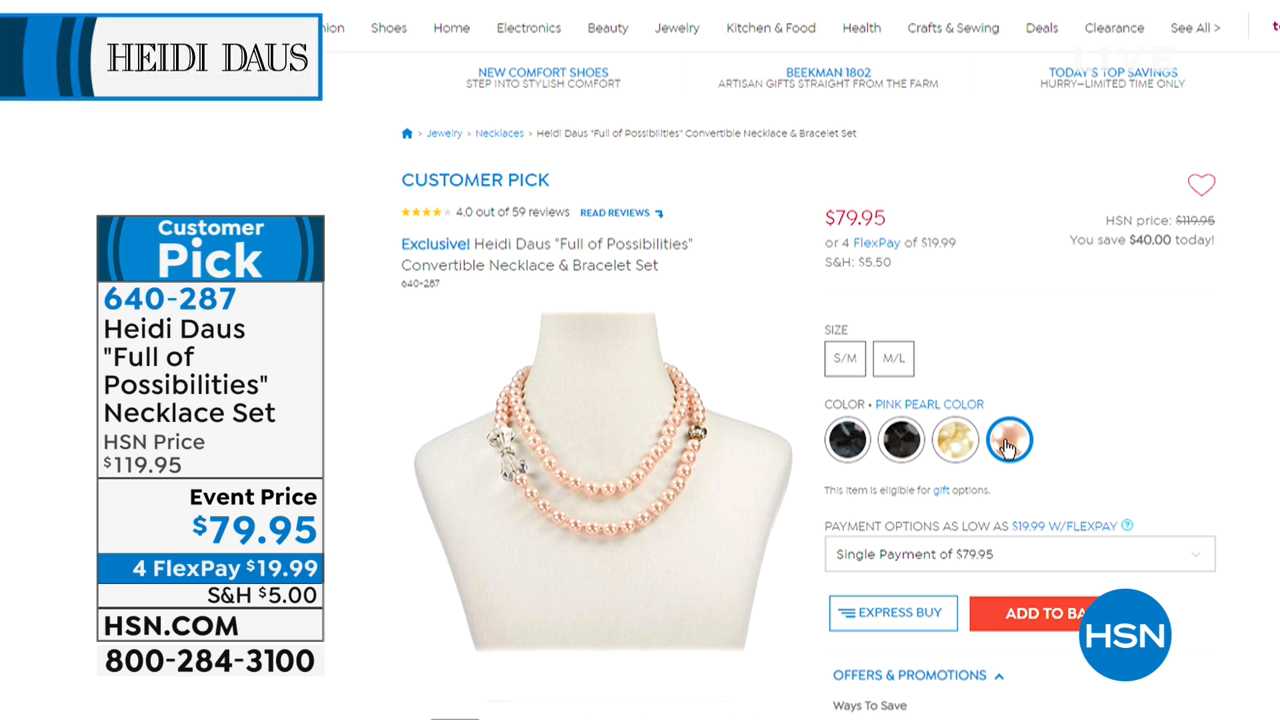 HEIDI DAUS
Shoes
Home
Electronics
Beauty
Jewelry
Kitchen & Food
Health
Crafts & Sewing
Deals
Clearance
See All >
LIVE
NEW COMFORT SHOES
STEP INTO STYLISH COMFORT
BEEKMAN 1802
ARTISAN GIFTS STRAIGHT FROM THE FARM
TODAY'S TOP SAVINGS
HURRY—LIMITED TIME ONLY
> Jewelry > Necklaces > Heidi Daus "Full of Possibilities" Convertible Necklace & Bracelet Set
CUSTOMER PICK
4.0 out of 59 reviews READ REVIEWS
Exclusive! Heidi Daus "Full of Possibilities"
Convertible Necklace & Bracelet Set
640-287
$79.95
or 4 FlexPay of $19.99
S&H: $5.50
HSN price: $119.95
You save $40.00 today!
SIZE
S/M
M/L
COLOR • PINK PEARL COLOR
This item is eligible for gift options.
PAYMENT OPTIONS AS LOW AS $19.99 W/FLEXPAY ?
Single Payment of $79.95
EXPRESS BUY
ADD TO BA
HSN
OFFERS & PROMOTIONS
Ways To Save
Customer
Pick
640-287
Heidi Daus
"Full of
Possibilities"
Necklace Set
HSN Price
$119.95
Event Price
$79.95
4 FlexPay $19.99
S&H $5.00
HSN.COM
800-284-3100